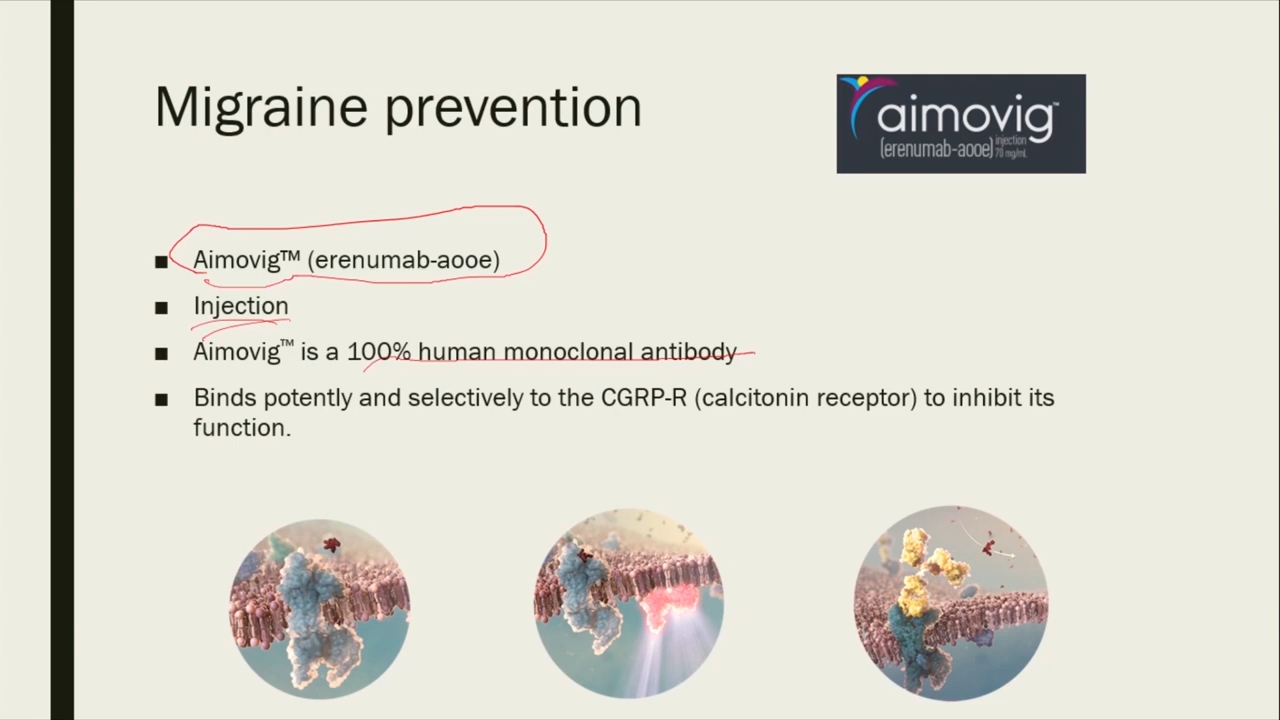 Migraine prevention
aimovig™
(erenumab-aooe) injection 70 mg/mL
■ Aimovig™ (erenumab-aooe)
■ Injection
■ Aimovig™ is a 100% human monoclonal antibody
■ Binds potently and selectively to the CGRP-R (calcitonin receptor) to inhibit its
function.